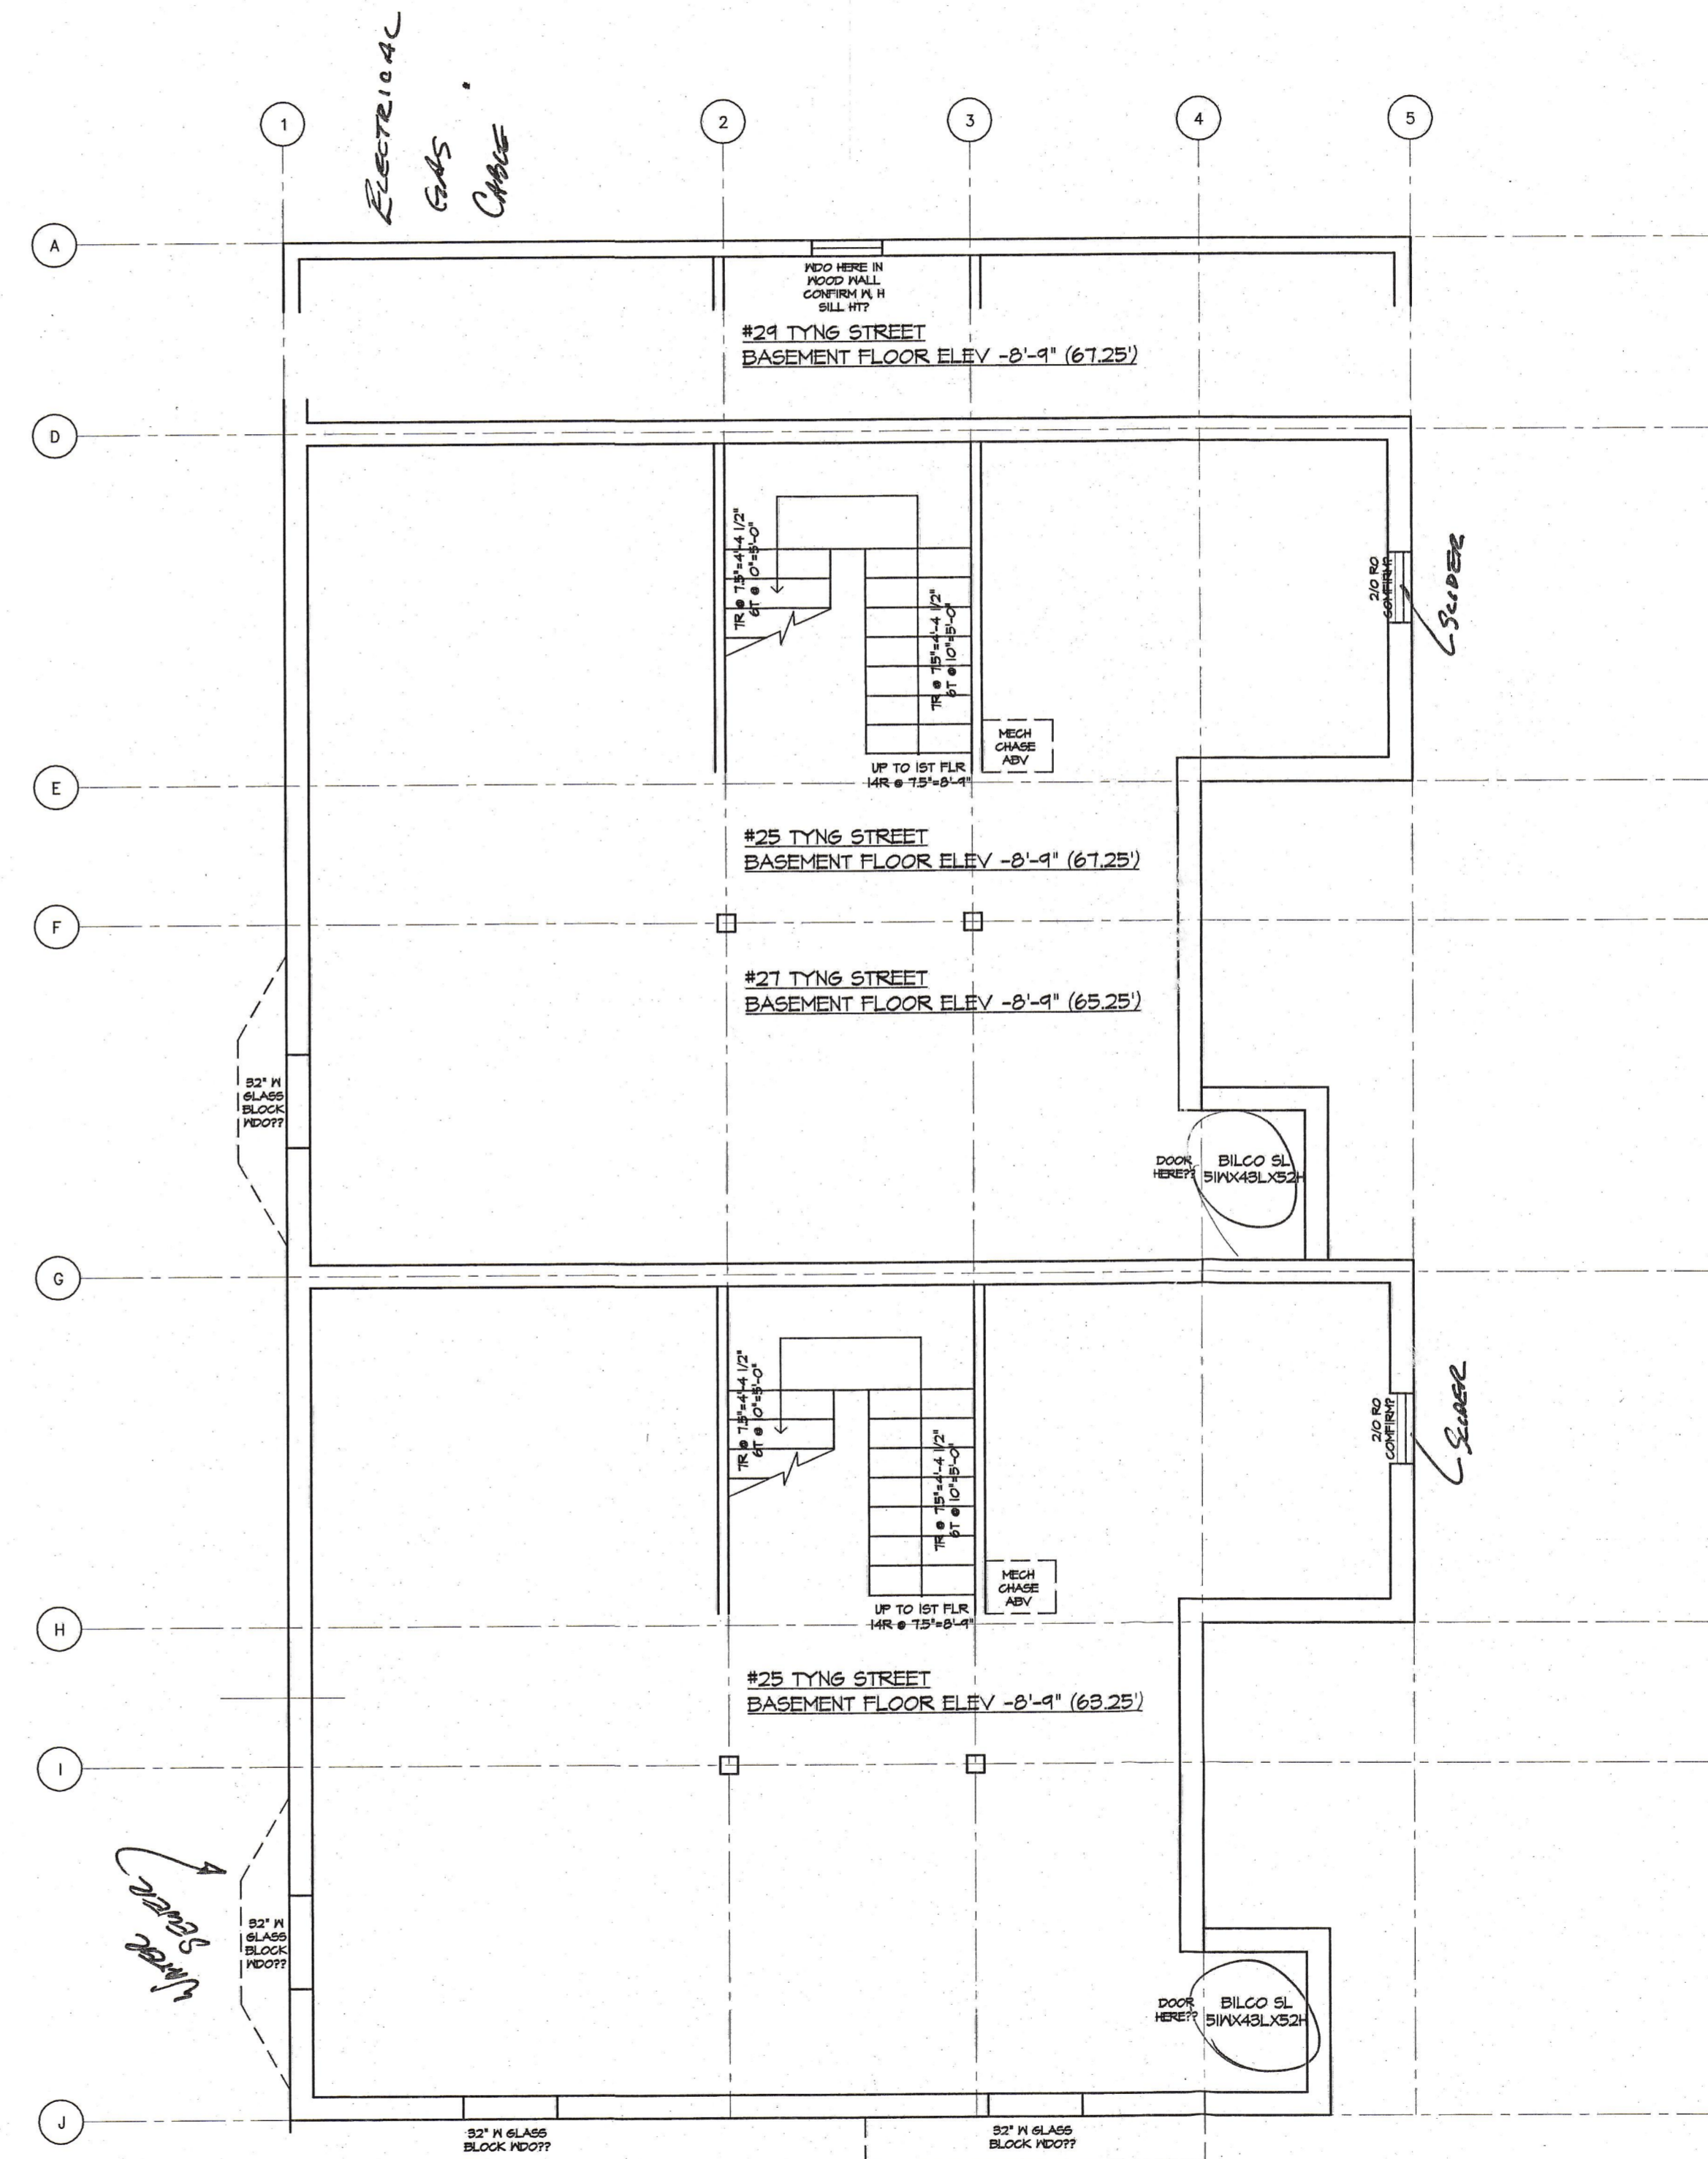 ELECTRICAL
GAS
CABLE
1
2
3
4
5
A
WDO HERE IN
WOOD WALL
CONFIRM W, H
SILL HT?
#29 TYNG STREET
BASEMENT FLOOR ELEV -8'-9" (67.25')
D
7R @ 7.5"=4'-4 1/2"
6T @ 10"=5'-0"
7R @ 7.5"=4'-4 1/2"
6T @ 10"=5'-0"
2/0 RO
COMFIRM?
SLIDER
MECH
CHASE
ABV
UP TO 1ST FLR
14R @ 7.5"=8'-9"
E
#25 TYNG STREET
BASEMENT FLOOR ELEV -8'-9" (67.25')
F
#27 TYNG STREET
BASEMENT FLOOR ELEV -8'-9" (65.25')
32" W
GLASS
BLOCK
WDO??
DOOR
HERE??
BILCO SL
51WX43LX52H
G
7R @ 7.5"=4'-4 1/2"
6T @ 10"=5'-0"
7R @ 7.5"=4'-4 1/2"
6T @ 10"=5'-0"
2/0 RO
COMFIRM?
SLIDER
MECH
CHASE
ABV
UP TO 1ST FLR
14R @ 7.5"=8'-9"
H
#25 TYNG STREET
BASEMENT FLOOR ELEV -8'-9" (63.25')
I
WATER
SEWER
32" W
GLASS
BLOCK
WDO??
DOOR
HERE??
BILCO SL
51WX43LX52H
J
32" W GLASS
BLOCK WDO??
32" W GLASS
BLOCK WDO??